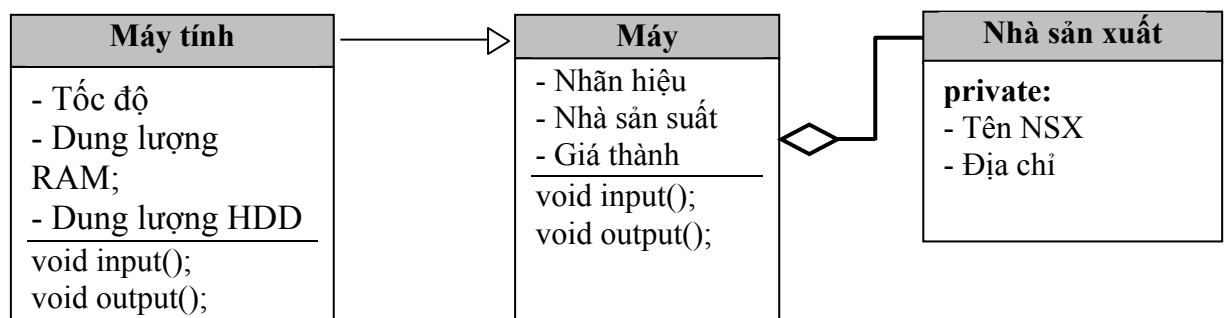 Máy tính
- Tốc độ
- Dung lượng
RAM;
- Dung lượng HDD
void input();
void output();
Máy
- Nhãn hiệu
- Nhà sản suất
- Giá thành
void input();
void output();
Nhà sản xuất
private:
- Tên NSX
- Địa chỉ